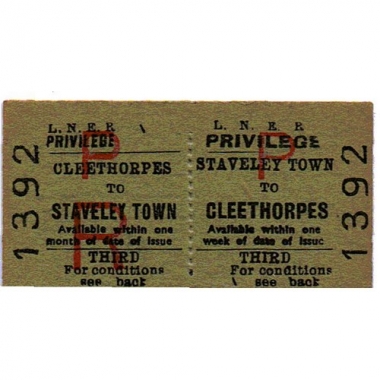 1392
L. N. E. R
PRIVILEGE
P
CLEETHORPES
TO
STAVELEY TOWN
R
Available within one
month of date of issue
THIRD
For conditions
see back
L. N. E. R
PRIVILEGE
P
STAVELEY TOWN
TO
CLEETHORPES
Available within one
week of date of issue
THIRD
For conditions
see back
1392